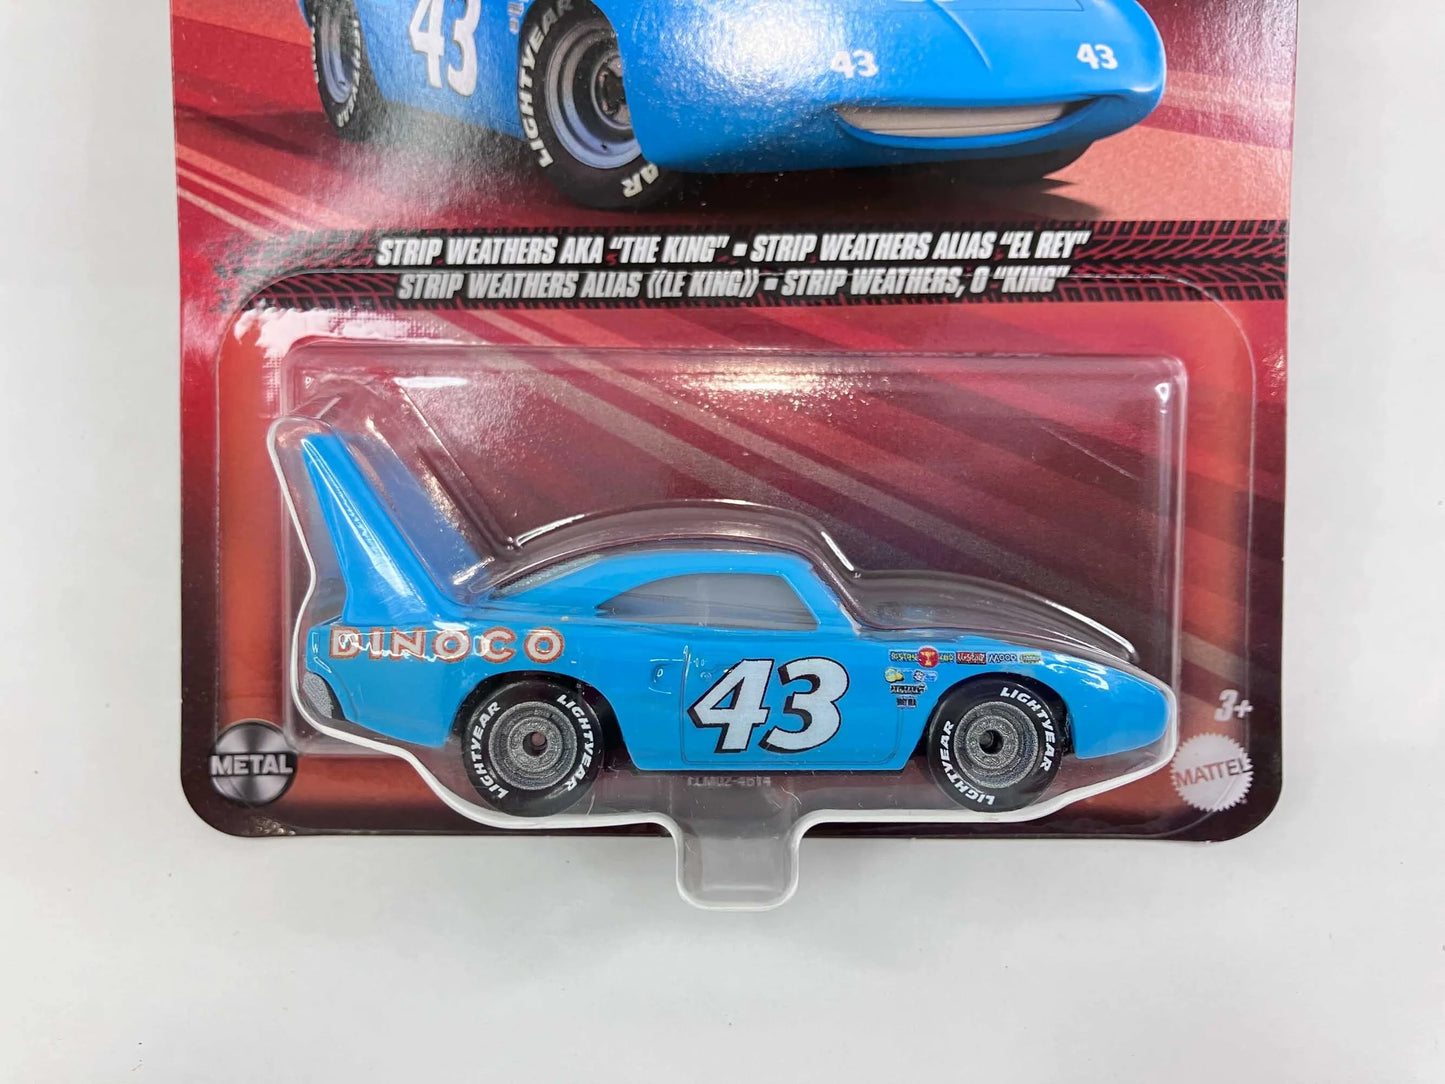 43
43
43
LIGHTYEAR
STRIP WEATHERS AKA "THE KING" • STRIP WEATHERS ALIAS "EL REY"
STRIP WEATHERS ALIAS «LE KING» • STRIP WEATHERS, O "KING"
DINOCO
43
LIGHTYEAR
LIGHTYEAR
LIGHTYEAR
LIGHTYEAR
METAL
3+
MATTEL